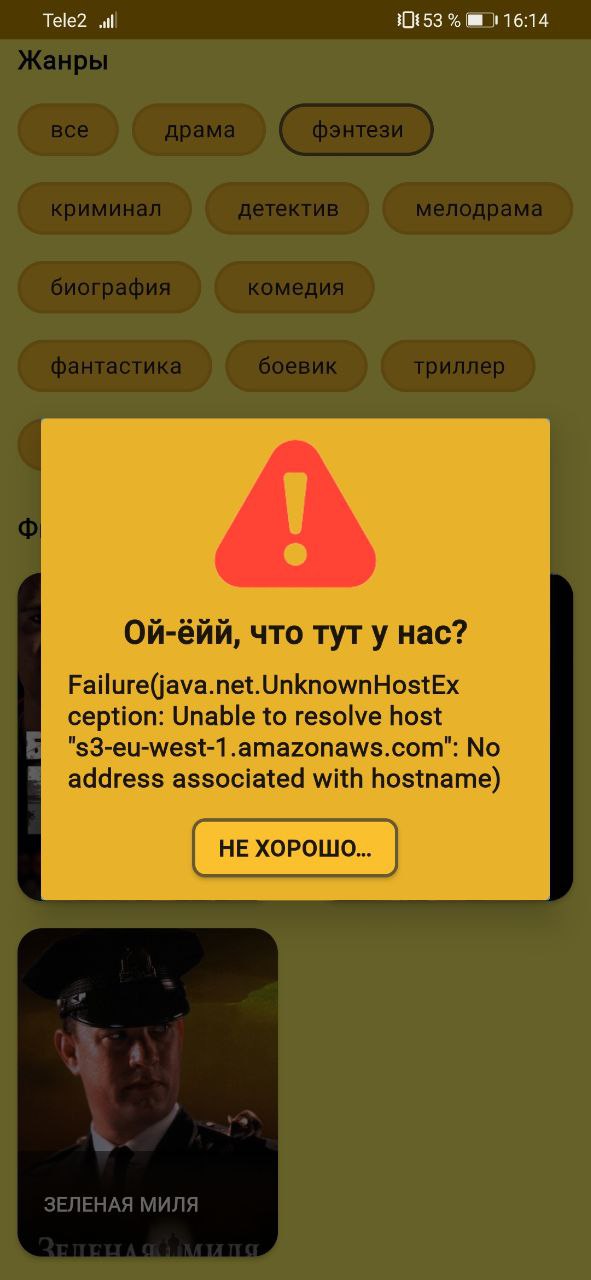 Tele2 53 % 16:14
Жанры
все драма фэнтези
криминал детектив мелодрама
биография комедия
фантастика боевик триллер
Ой-ёйй, что тут у нас?
Failure(java.net.UnknownHostEx
ception: Unable to resolve host
"s3-eu-west-1.amazonaws.com": No
address associated with hostname)
НЕ ХОРОШО...
ЗЕЛЕНАЯ МИЛЯ
ЗЕЛЕНАЯ МИЛЯ